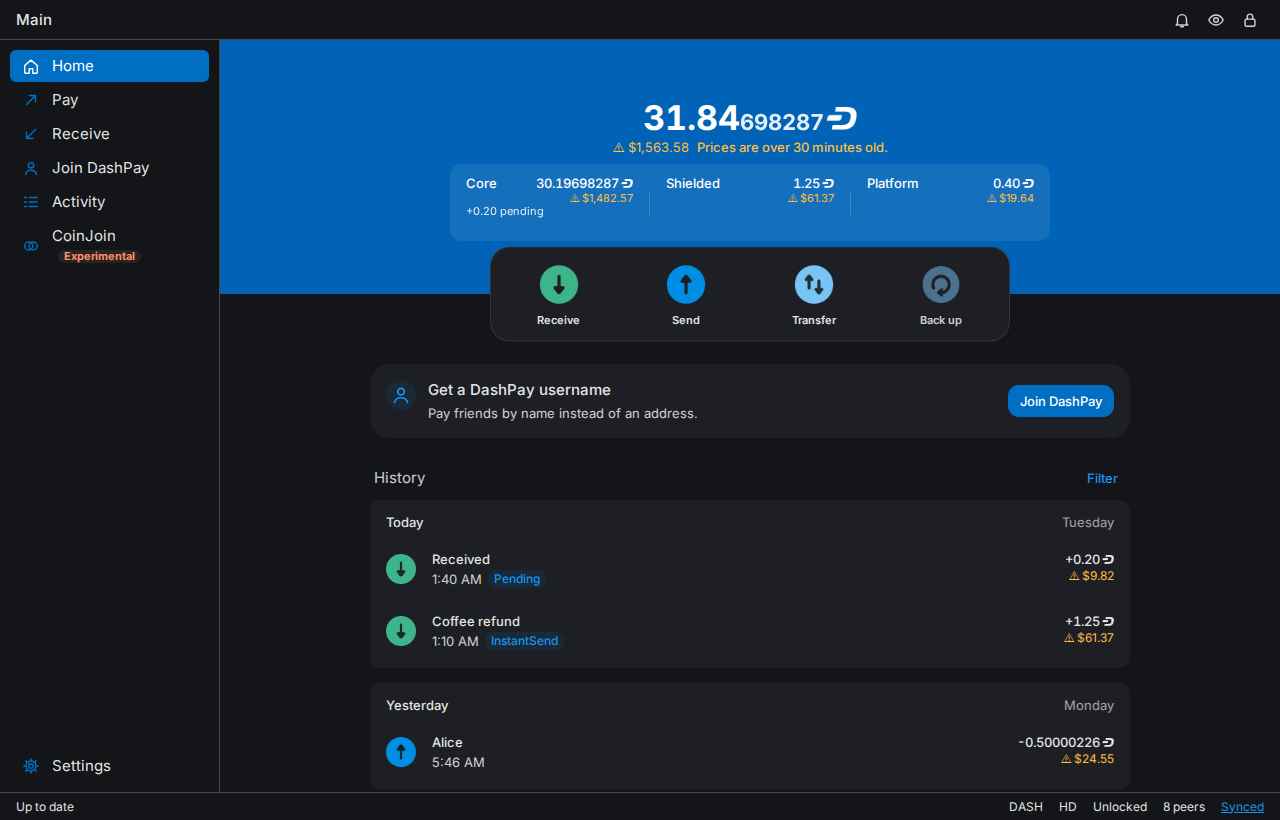 Main
Home
Pay
Receive
Join DashPay
Activity
CoinJoin
Experimental
Settings
31.84698287
⚠ $1,563.58 Prices are over 30 minutes old.
Core 30.19698287
⚠ $1,482.57
+0.20 pending
Shielded 1.25
⚠ $61.37
Platform 0.40
⚠ $19.64
Receive Send Transfer Back up
Get a DashPay username
Pay friends by name instead of an address.
Join DashPay
History Filter
Today Tuesday
Received +0.20
1:40 AM Pending ⚠ $9.82
Coffee refund +1.25
1:10 AM InstantSend ⚠ $61.37
Yesterday Monday
Alice -0.50000226
5:46 AM ⚠ $24.55
Up to date DASH HD Unlocked 8 peers Synced